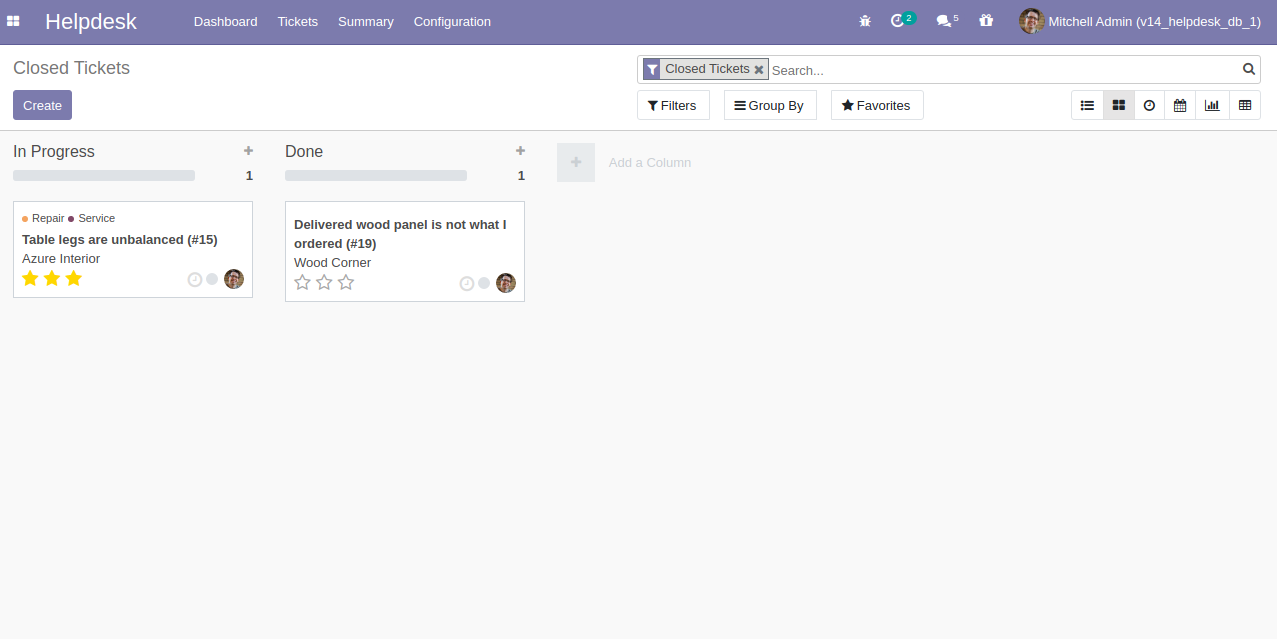 Helpdesk Dashboard Tickets Summary Configuration 2 5 Mitchell Admin (v14_helpdesk_db_1)
Closed Tickets
Closed Tickets Search...
Create
Filters Group By Favorites
In Progress
1
Done
1
Add a Column
Repair Service
Table legs are unbalanced (#15)
Azure Interior
Delivered wood panel is not what I
ordered (#19)
Wood Corner